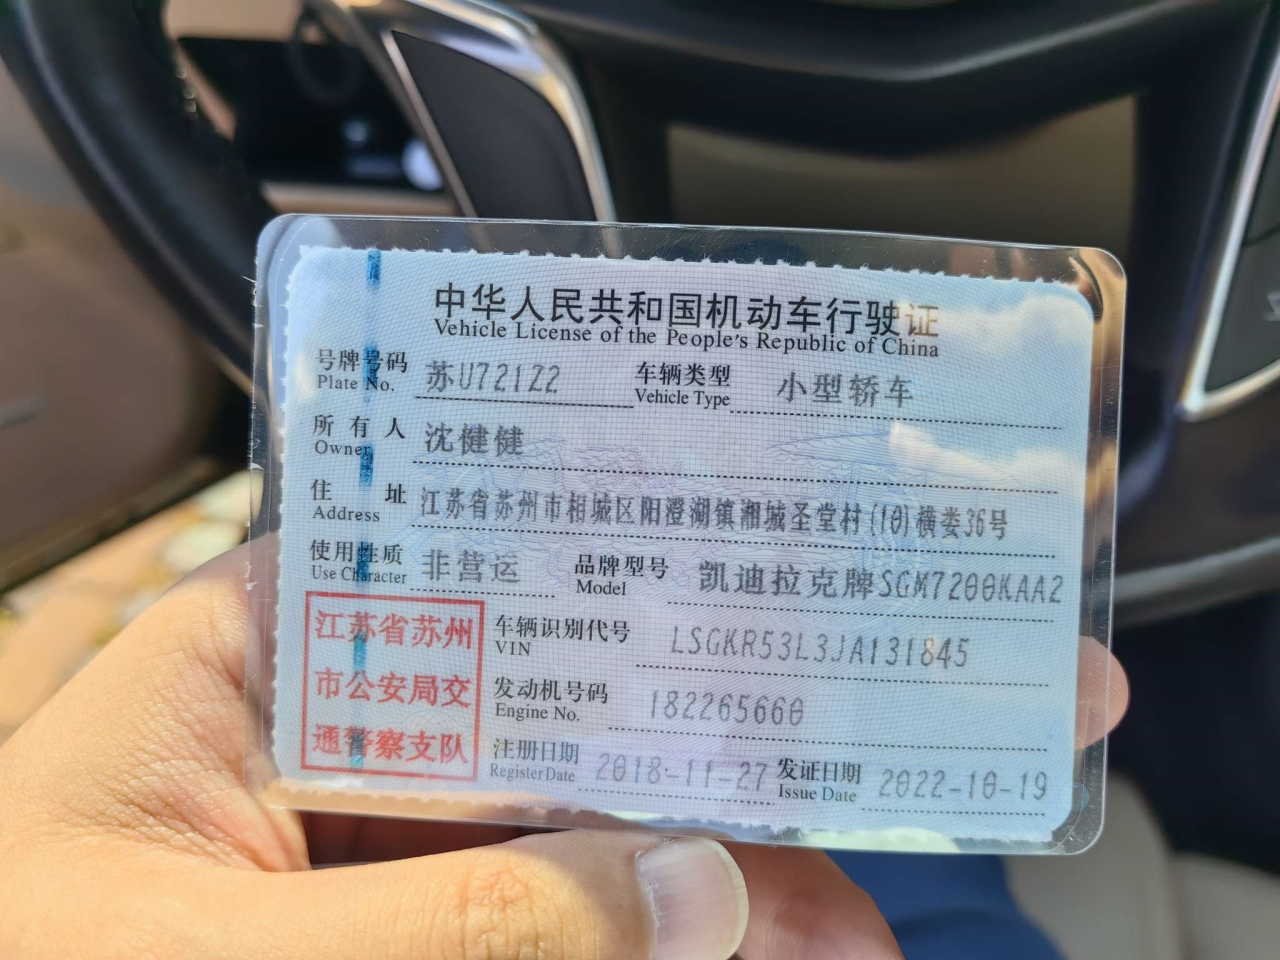 中华人民共和国机动车行驶证
Vehicle License of the People's Republic of China
号牌号码 苏U721Z2 车辆类型 小型轿车
Plate No. Vehicle Type
所有人 沈健健
Owner
住址 江苏省苏州市相城区阳澄湖镇湘城圣堂村(10)横娄36号
Address
使用性质 非营运 品牌型号 凯迪拉克牌SGM7200KAA2
Use Character Model
江苏省苏州
市公安局交
通警察支队
车辆识别代号 LSGKR53L3JA131845
VIN
发动机号码 182265660
Engine No.
注册日期 2018-11-27 发证日期 2022-10-19
Register Date Issue Date